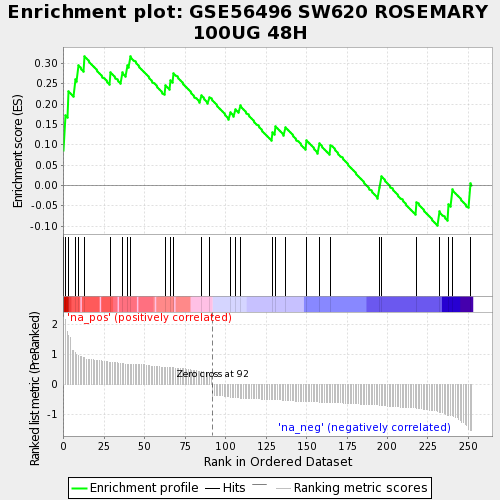 Enrichment plot: GSE56496 SW620 ROSEMARY
100UG 48H
Enrichment score (ES)
0.30
0.25
0.20
0.15
0.10
0.05
0.00
-0.05
-0.10
'na_pos' (positively correlated)
Ranked list metric (PreRanked)
2
1
0
-1
Zero cross at 92
'na_neg' (negatively correlated)
0 25 50 75 100 125 150 175 200 225 250
Rank in Ordered Dataset
Enrichment profile Hits Ranking metric scores